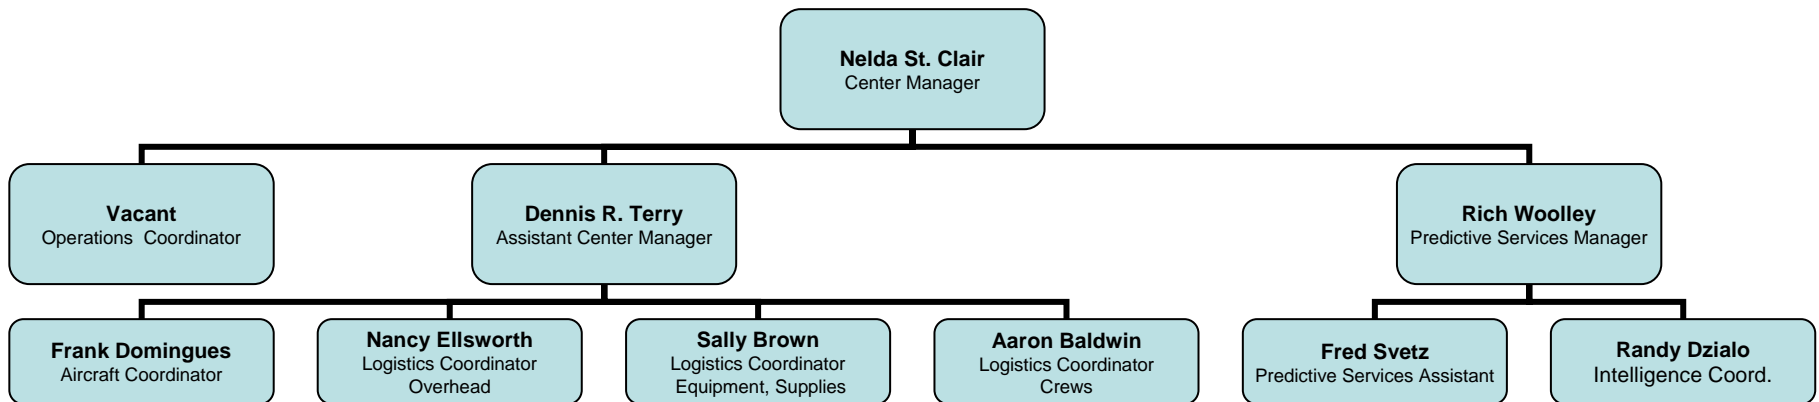 Nelda St. Clair
Center Manager
Vacant
Operations Coordinator
Dennis R. Terry
Assistant Center Manager
Rich Woolley
Predictive Services Manager
Frank Domingues
Aircraft Coordinator
Nancy Ellsworth
Logistics Coordinator
Overhead
Sally Brown
Logistics Coordinator
Equipment, Supplies
Aaron Baldwin
Logistics Coordinator
Crews
Fred Svetz
Predictive Services Assistant
Randy Dzialo
Intelligence Coord.